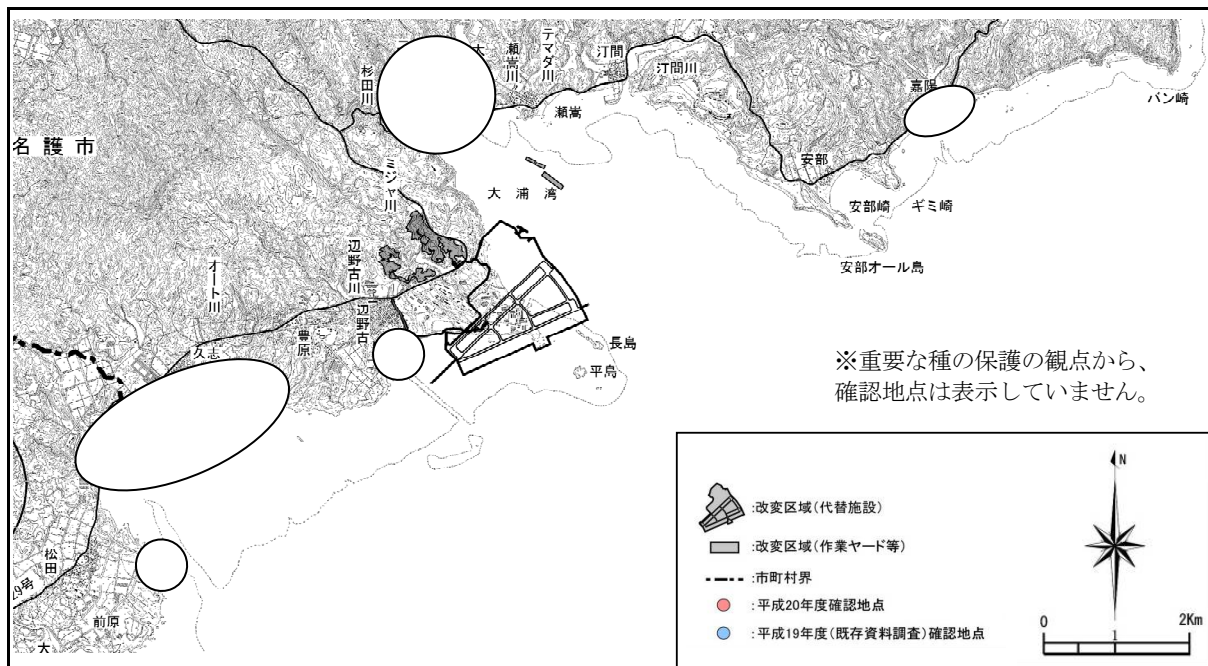 杉田川
大
瀬嵩川
テマダ川
汀間
汀間川
嘉陽
バン崎
瀬嵩
名護市
ミジャ川
大浦湾
安部
安部崎
ギミ崎
安部オール島
辺野古川
オート川
辺野古
豊原
久志
長島
平島
※重要な種の保護の観点から、
確認地点は表示していません。
松田
29号
前原
大
:改変区域(代替施設)
:改変区域(作業ヤード等)
:市町村界
:平成20年度確認地点
:平成19年度(既存資料調査)確認地点
N
0 1 2Km